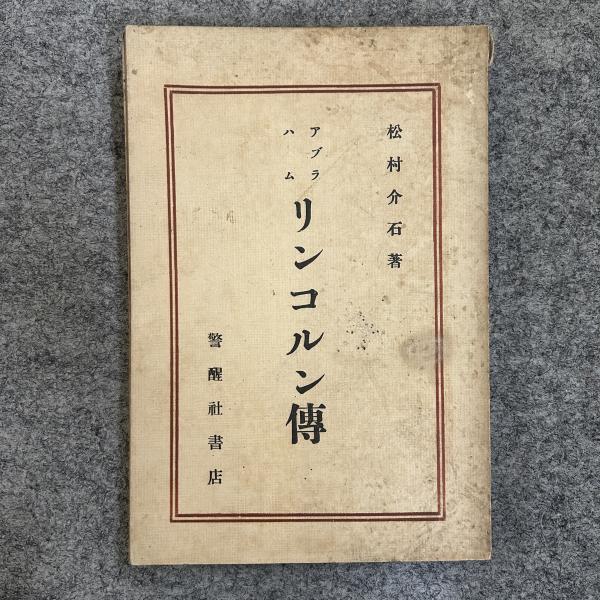 松村介石著
アブラハム
リンコルン傳
警醒社書店